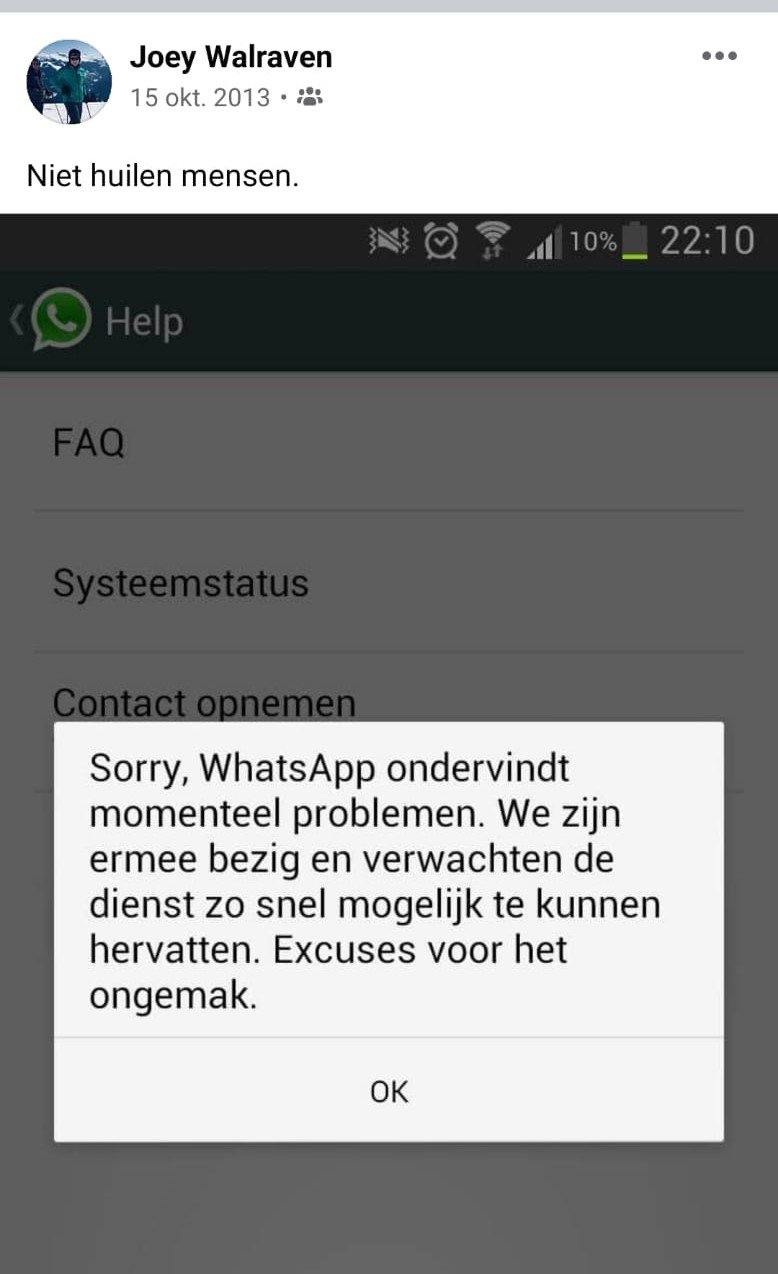 Joey Walraven
15 okt. 2013 •
Niet huilen mensen.
10% 22:10
Help
FAQ
Systeemstatus
Contact opnemen
Sorry, WhatsApp ondervindt
momenteel problemen. We zijn
ermee bezig en verwachten de
dienst zo snel mogelijk te kunnen
hervatten. Excuses voor het
ongemak.
OK